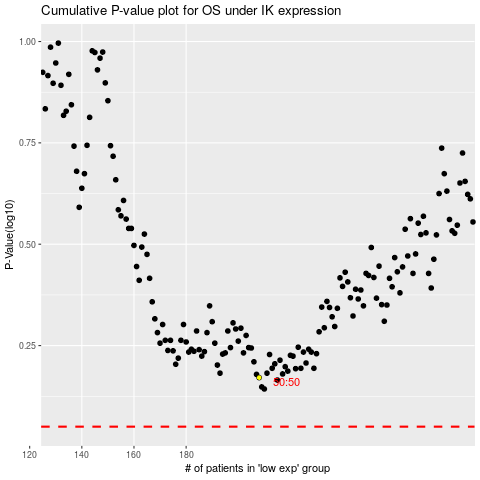 Cumulative P-value plot for OS under IK expression
P-Value(log10)
1.00
0.75
0.50
0.25
50:50
120 140 160 180
# of patients in 'low exp' group